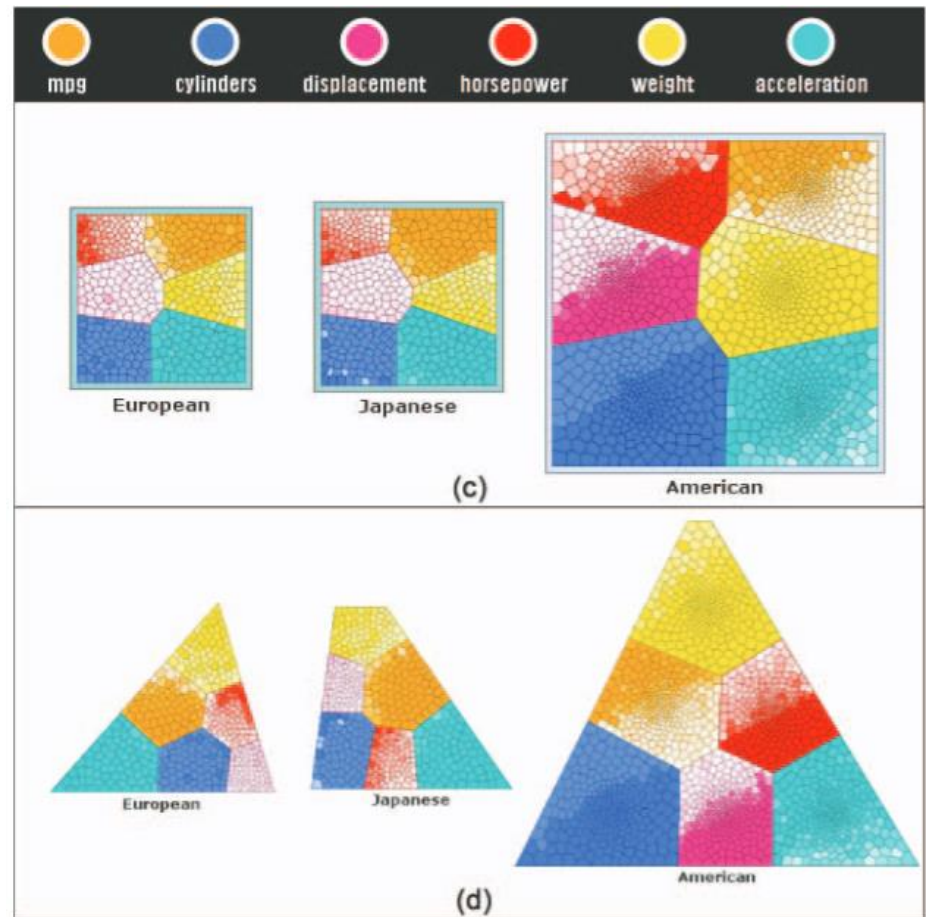 mpg cylinders displacement horsepower weight acceleration
European Japanese American
(c)
European Japanese American
(d)